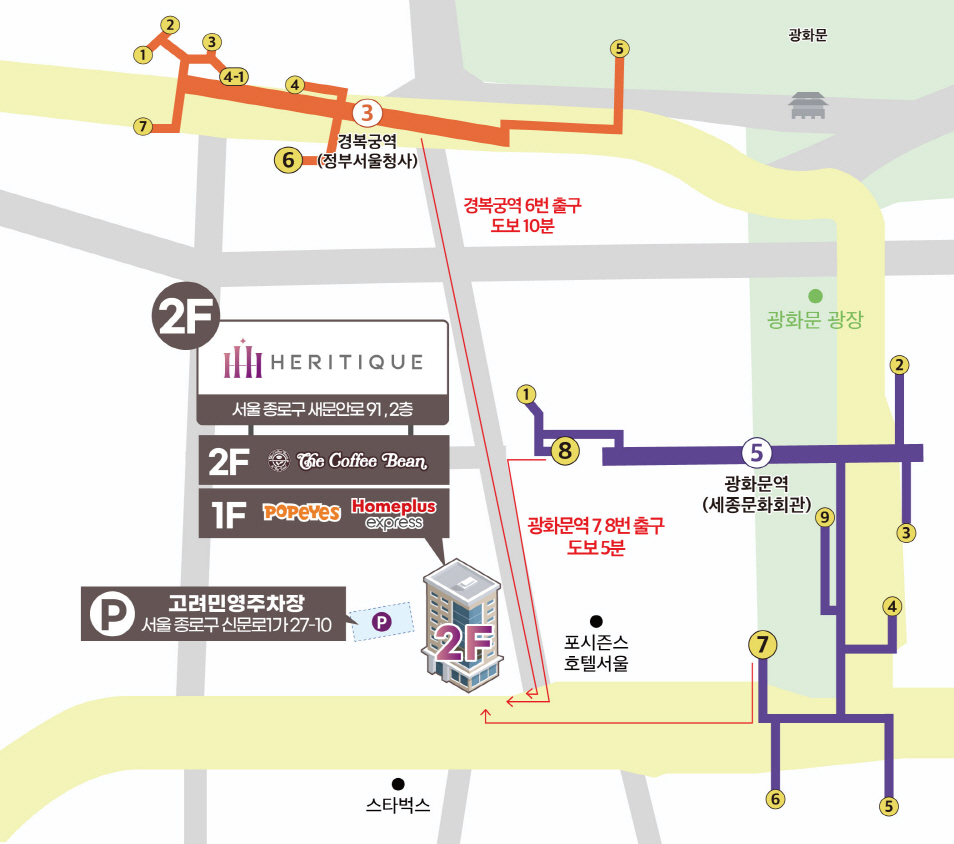 2
1
3
4-1
4
5
7
3
6
경복궁역
(정부서울청사)
광화문
경복궁역 6번 출구
도보 10분
광화문 광장
2F
HERITIQUE
서울 종로구 새문안로 91 , 2층
2F The Coffee Bean
1F POPEYES Homeplus
express
P 고려민영주차장
서울 종로구 신문로1가 27-10
P
2F
1
8
5
광화문역
(세종문화회관)
2
3
9
4
광화문역 7, 8번 출구
도보 5분
포시즌스
호텔서울
7
6
5
스타벅스